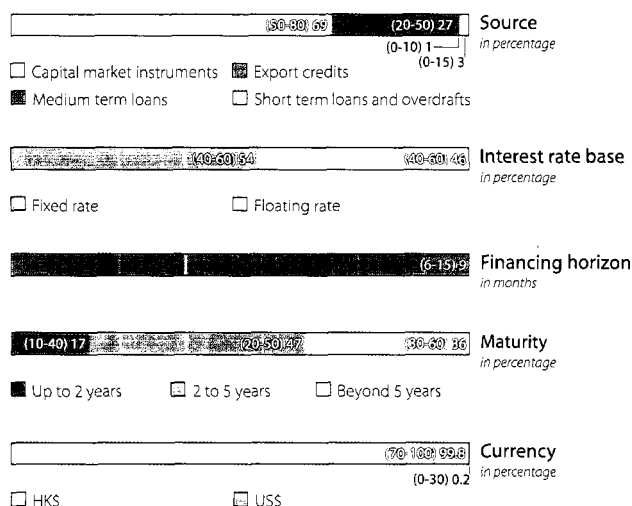 (50-80) 69 (20-50) 27 Source
(0-10) 1 in percentage
(0-15) 3
Capital market instruments Export credits
Medium term loans Short term loans and overdrafts
(40-60) 54 (40-60) 46 Interest rate base
in percentage
Fixed rate Floating rate
(6-15) 9 Financing horizon
in months
(10-40) 17 (20-50) 47 (30-60) 36 Maturity
in percentage
Up to 2 years 2 to 5 years Beyond 5 years
(70-100) 99.8 Currency
(0-30) 0.2 in percentage
HK$ US$